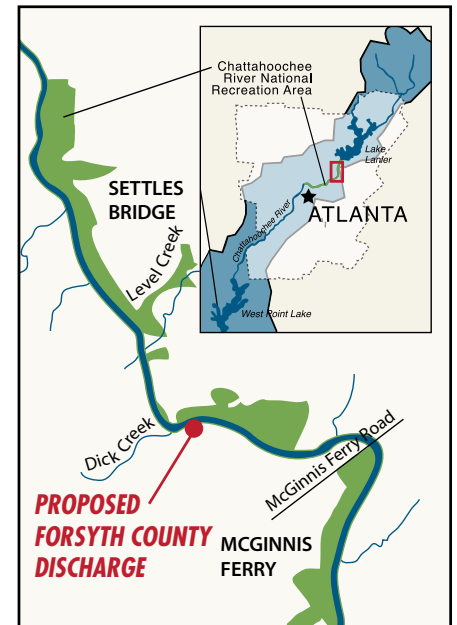 Chattahoochee
River National
Recreation Area
Lake
Lanier
SETTLES
BRIDGE
ATLANTA
Chattahoochee River
Level Creek
West Point Lake
Dick Creek
McGinnis Ferry Road
PROPOSED
FORSYTH COUNTY
DISCHARGE
MCGINNIS
FERRY